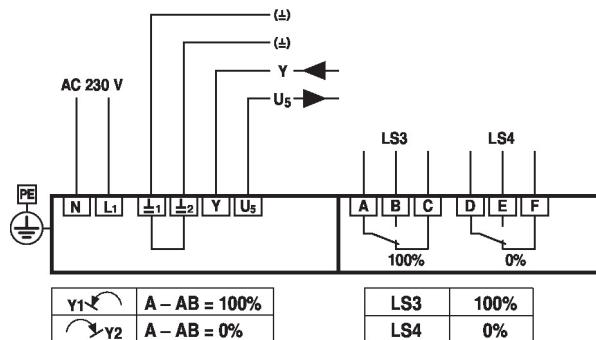 (⊥)
(⊥)
Y
U5
AC 230 V
LS3 LS4
PE
N L1 ⊥1 ⊥2 Y U5 A B C D E F
100% 0%
Y1 A – AB = 100%
Y2 A – AB = 0%
LS3 100%
LS4 0%